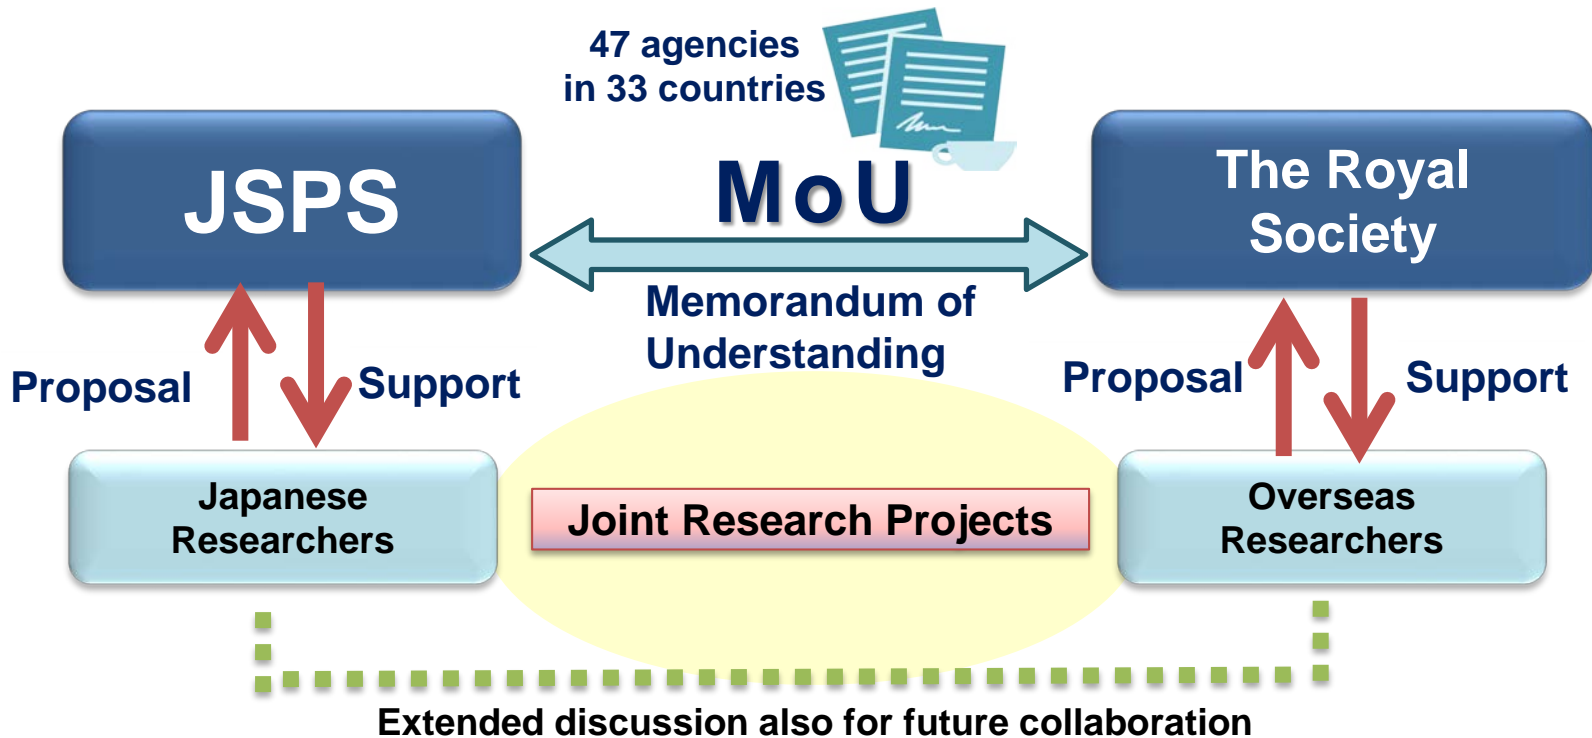 47 agencies
in 33 countries
JSPS
MoU
The Royal
Society
Memorandum of
Understanding
Proposal
Support
Proposal
Support
Japanese
Researchers
Joint Research Projects
Overseas
Researchers
Extended discussion also for future collaboration